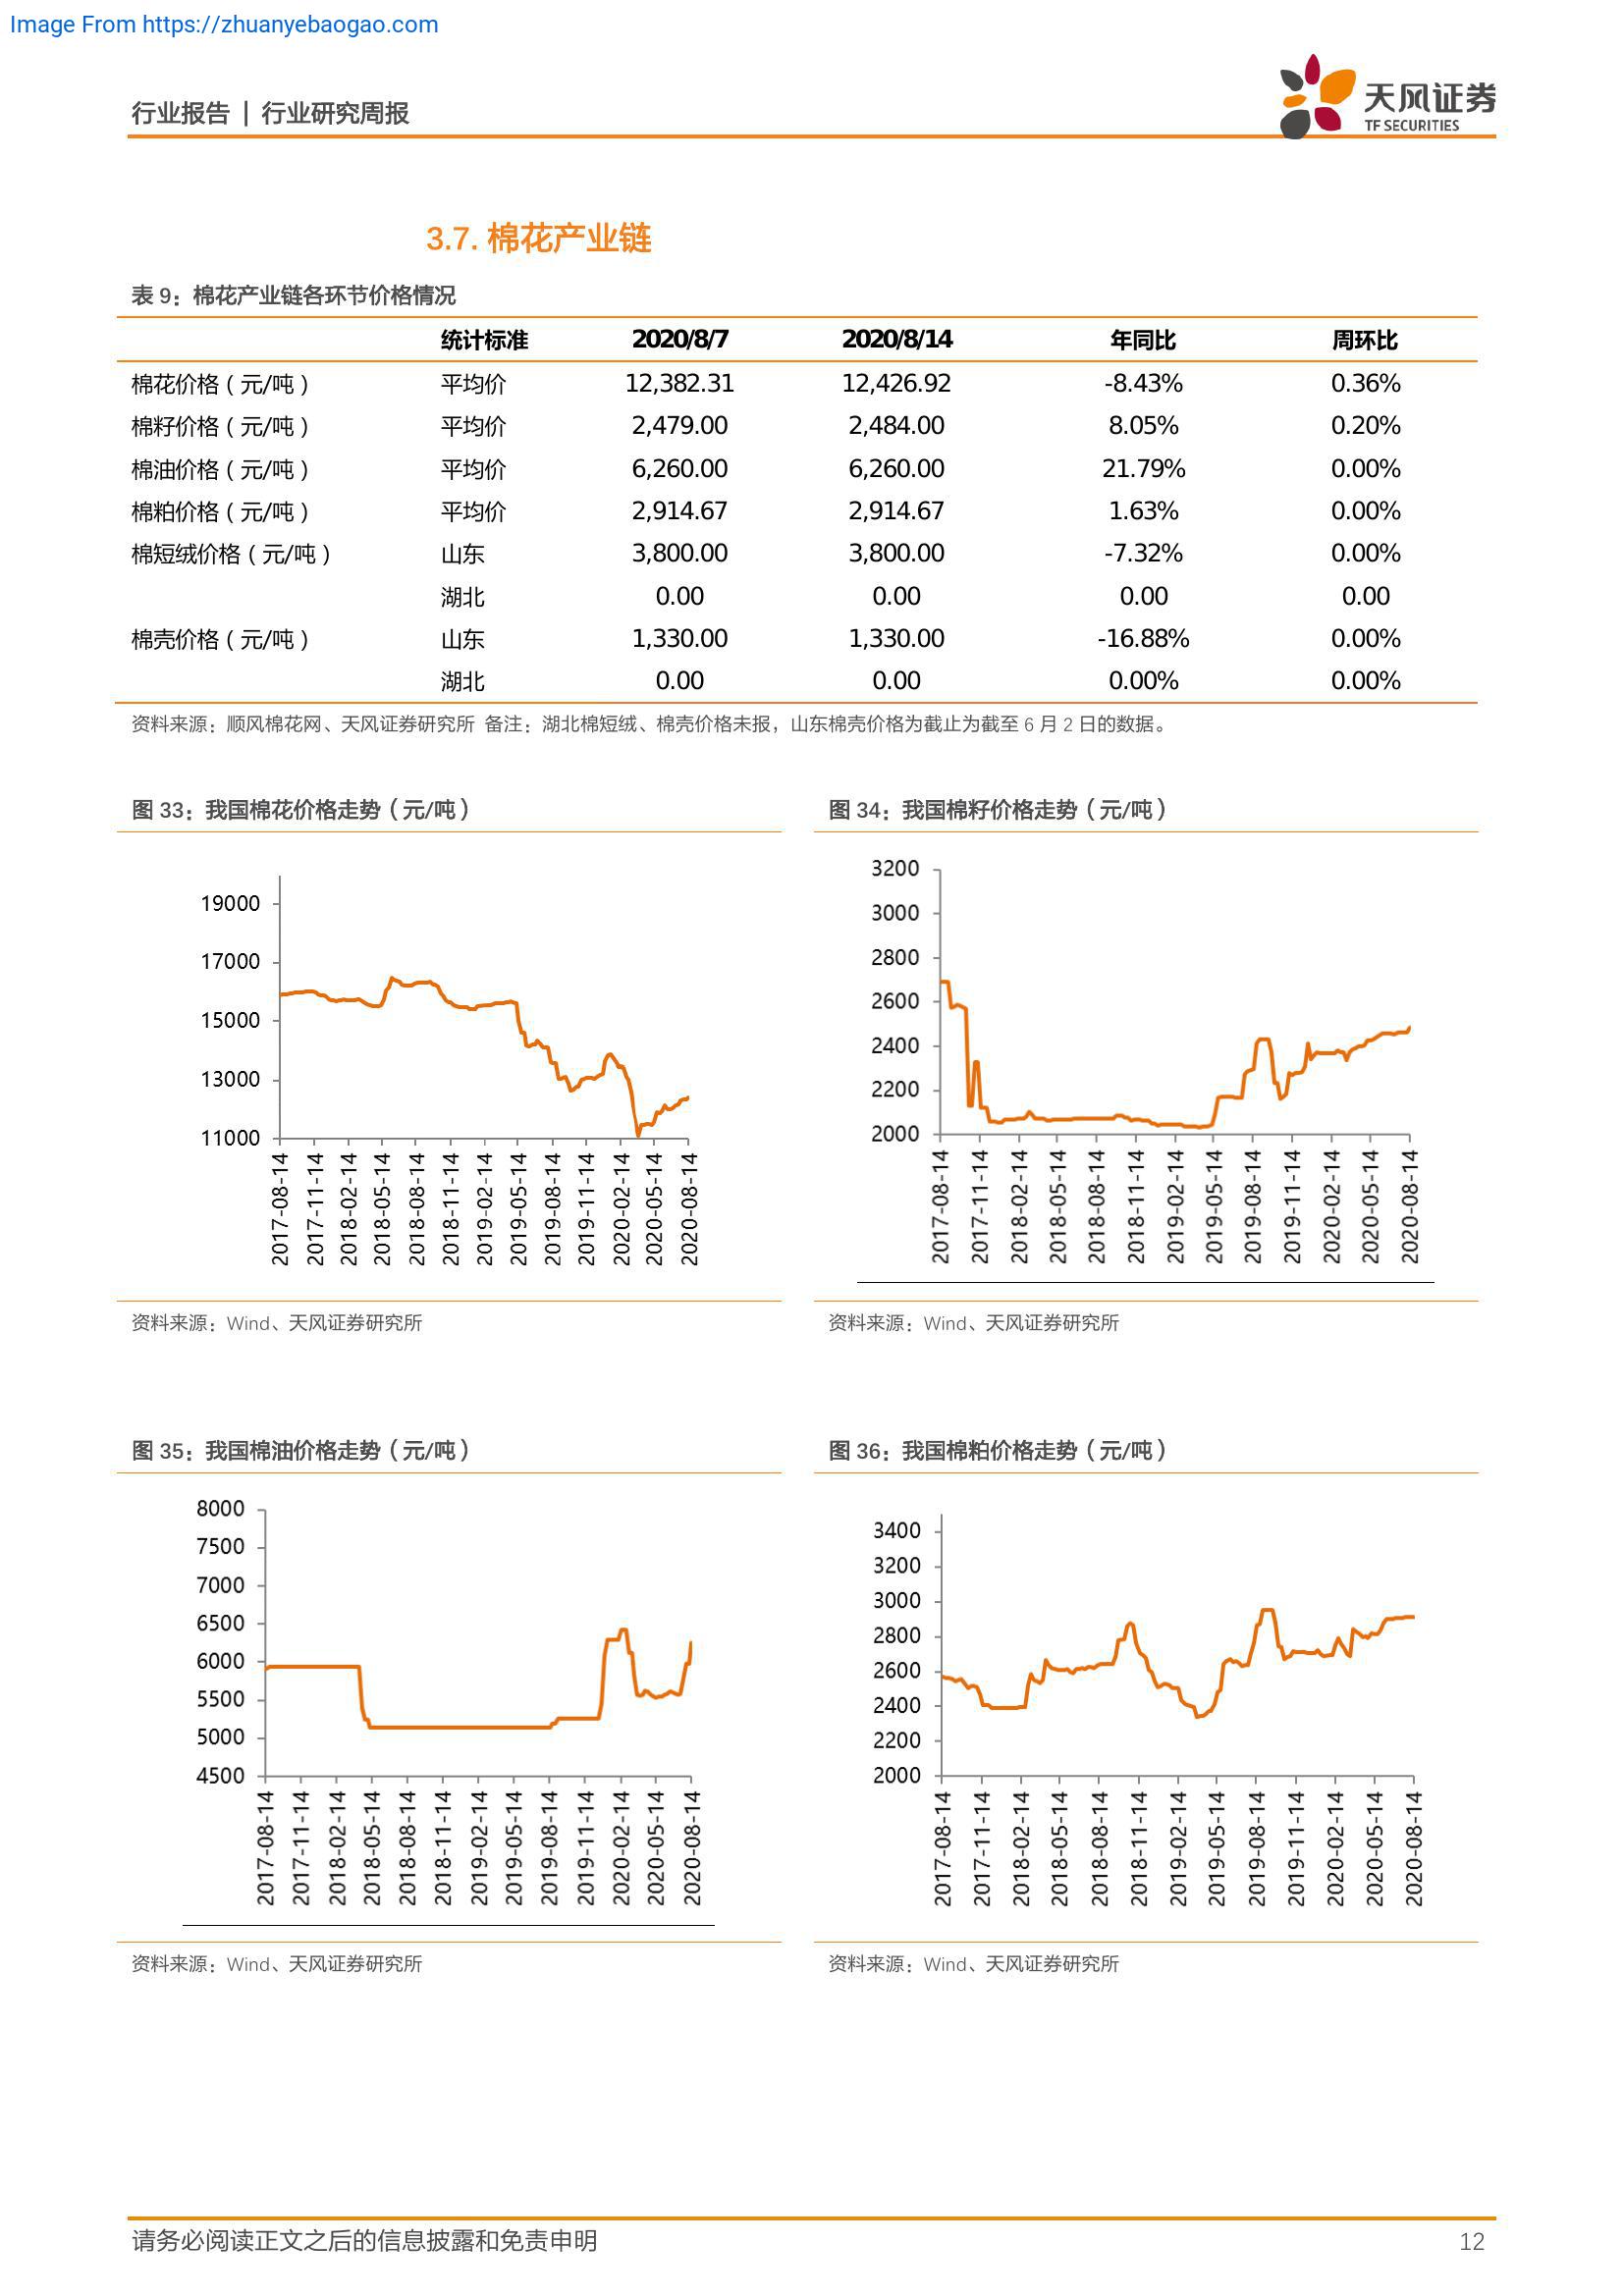 Image From https://zhuanyebaogao.com
行业报告 | 行业研究周报
天风证券
TF SECURITIES
3.7. 棉花产业链
表 9：棉花产业链各环节价格情况
统计标准 2020/8/7 2020/8/14 年同比 周环比
棉花价格（元/吨） 平均价 12,382.31 12,426.92 -8.43% 0.36%
棉籽价格（元/吨） 平均价 2,479.00 2,484.00 8.05% 0.20%
棉油价格（元/吨） 平均价 6,260.00 6,260.00 21.79% 0.00%
棉粕价格（元/吨） 平均价 2,914.67 2,914.67 1.63% 0.00%
棉短绒价格（元/吨） 山东 3,800.00 3,800.00 -7.32% 0.00%
湖北 0.00 0.00 0.00 0.00
棉壳价格（元/吨） 山东 1,330.00 1,330.00 -16.88% 0.00%
湖北 0.00 0.00 0.00% 0.00%
资料来源：顺风棉花网、天风证券研究所 备注：湖北棉短绒、棉壳价格未报，山东棉壳价格为截止为截至 6 月 2 日的数据。
图 33：我国棉花价格走势（元/吨）
19000
17000
15000
13000
11000
2017-08-14 2017-11-14 2018-02-14 2018-05-14 2018-08-14 2018-11-14 2019-02-14 2019-05-14 2019-08-14 2019-11-14 2020-02-14 2020-05-14 2020-08-14
资料来源：Wind、天风证券研究所
图 34：我国棉籽价格走势（元/吨）
3200
3000
2800
2600
2400
2200
2000
2017-08-14 2017-11-14 2018-02-14 2018-05-14 2018-08-14 2018-11-14 2019-02-14 2019-05-14 2019-08-14 2019-11-14 2020-02-14 2020-05-14 2020-08-14
资料来源：Wind、天风证券研究所
图 35：我国棉油价格走势（元/吨）
8000
7500
7000
6500
6000
5500
5000
4500
2017-08-14 2017-11-14 2018-02-14 2018-05-14 2018-08-14 2018-11-14 2019-02-14 2019-05-14 2019-08-14 2019-11-14 2020-02-14 2020-05-14 2020-08-14
资料来源：Wind、天风证券研究所
图 36：我国棉粕价格走势（元/吨）
3400
3200
3000
2800
2600
2400
2200
2000
2017-08-14 2017-11-14 2018-02-14 2018-05-14 2018-08-14 2018-11-14 2019-02-14 2019-05-14 2019-08-14 2019-11-14 2020-02-14 2020-05-14 2020-08-14
资料来源：Wind、天风证券研究所
请务必阅读正文之后的信息披露和免责申明 12